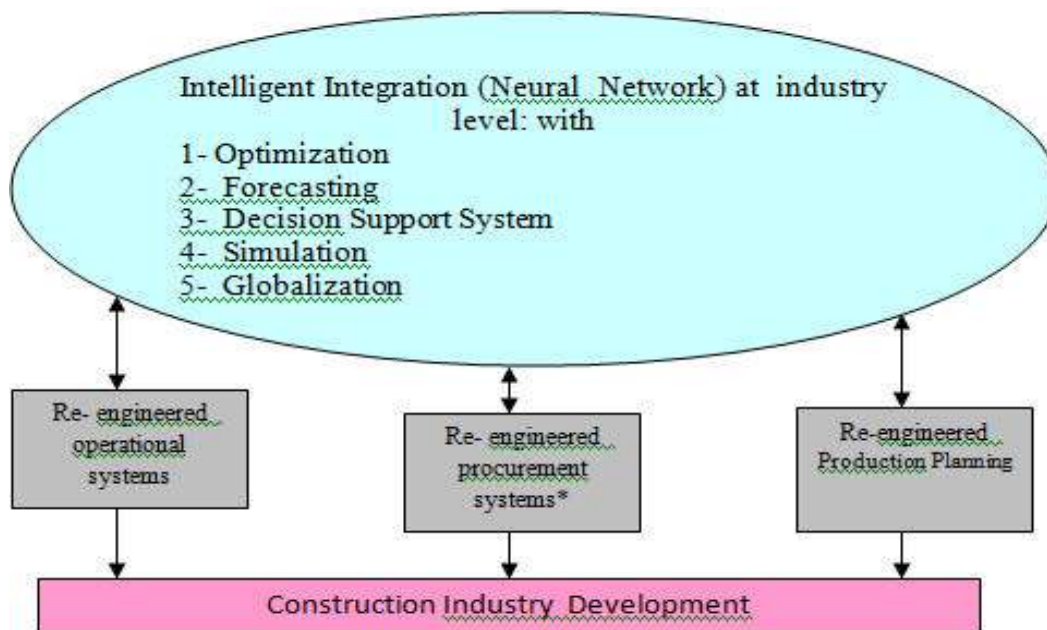 Intelligent Integration (Neural Network) at industry
level: with
1- Optimization
2- Forecasting
3- Decision Support System
4- Simulation
5- Globalization
Re- engineered
operational
systems
Re- engineered
procurement
systems*
Re-engineered
Production Planning
Construction Industry Development